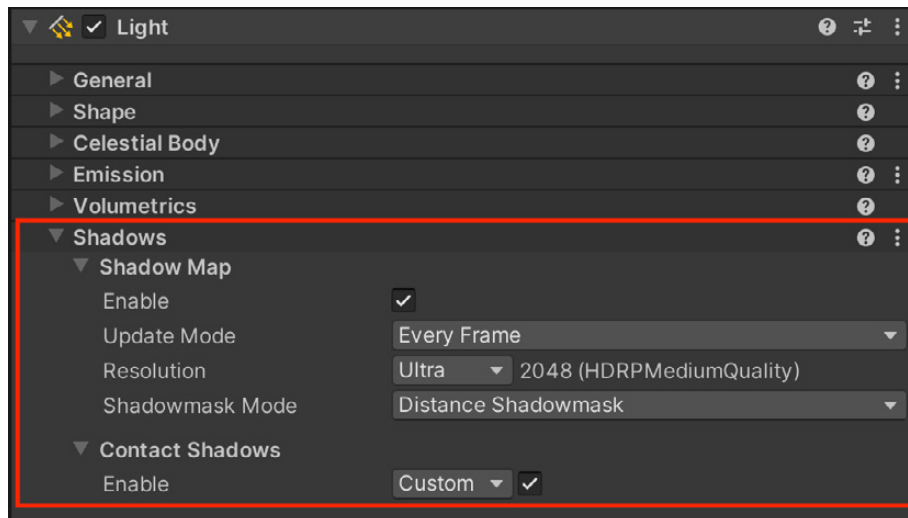 Light
General
Shape
Celestial Body
Emission
Volumetrics
Shadows
Shadow Map
Enable
Update Mode Every Frame
Resolution Ultra 2048 (HDRPMediumQuality)
Shadowmask Mode Distance Shadowmask
Contact Shadows
Enable Custom